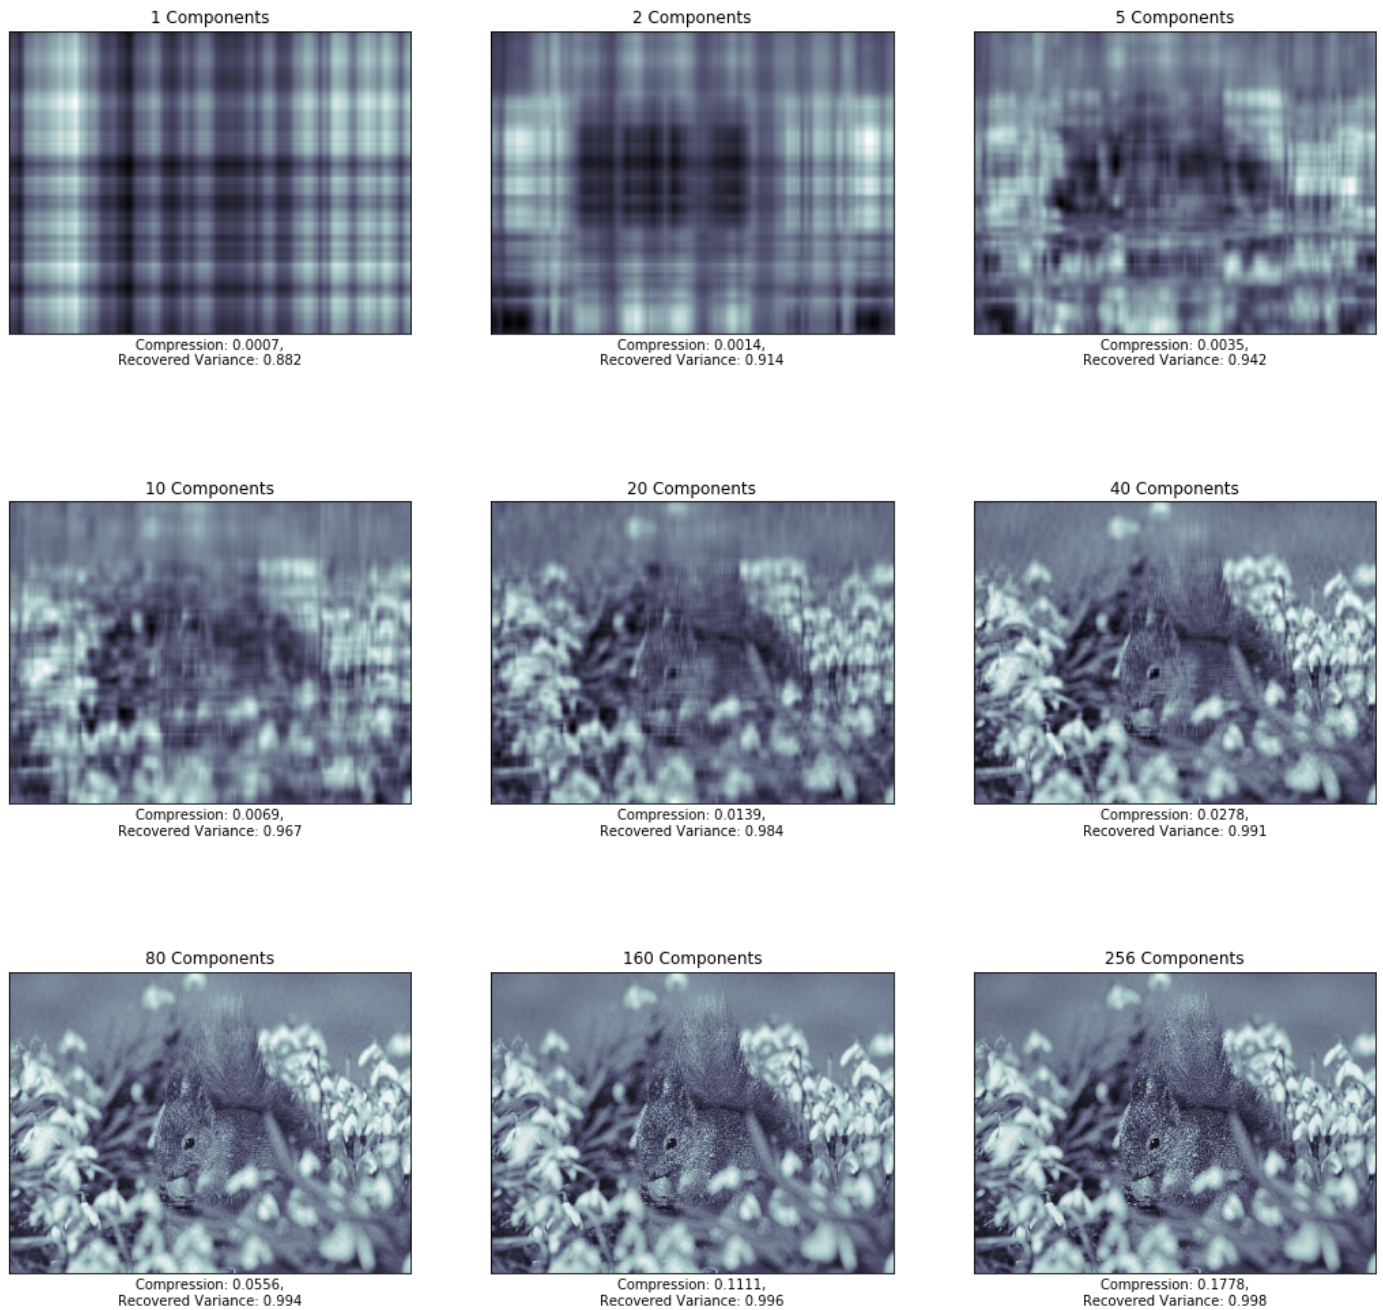 1 Components
Compression: 0.0007,
Recovered Variance: 0.882
2 Components
Compression: 0.0014,
Recovered Variance: 0.914
5 Components
Compression: 0.0035,
Recovered Variance: 0.942
10 Components
Compression: 0.0069,
Recovered Variance: 0.967
20 Components
Compression: 0.0139,
Recovered Variance: 0.984
40 Components
Compression: 0.0278,
Recovered Variance: 0.991
80 Components
Compression: 0.0556,
Recovered Variance: 0.994
160 Components
Compression: 0.1111,
Recovered Variance: 0.996
256 Components
Compression: 0.1778,
Recovered Variance: 0.998